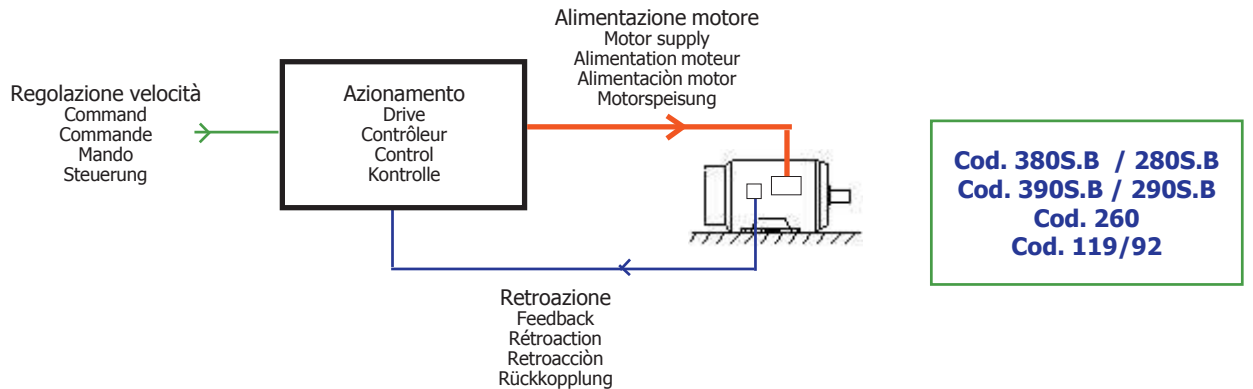 Alimentazione motore
Motor supply
Alimentation moteur
Alimentaciòn motor
Motorspeisung
Regolazione velocità
Command
Commande
Mando
Steuerung
Azionamento
Drive
Contrôleur
Control
Kontrolle
Cod. 380S.B / 280S.B
Cod. 390S.B / 290S.B
Cod. 260
Cod. 119/92
Retroazione
Feedback
Rétroaction
Retroacciòn
Rückkopplung